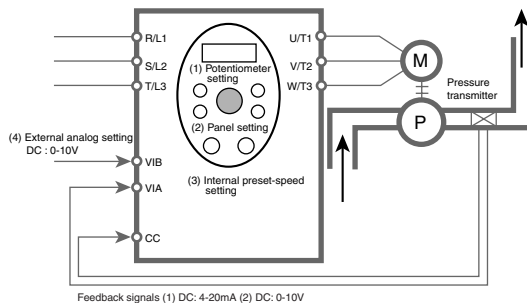 R/L1
S/L2
T/L3
U/T1
V/T2
W/T3
M
P
Pressure
transmitter
(1) Potentiometer
setting
(2) Panel setting
(3) Internal preset-speed
setting
(4) External analog setting
DC : 0-10V
VIB
VIA
CC
Feedback signals (1) DC: 4-20mA (2) DC: 0-10V